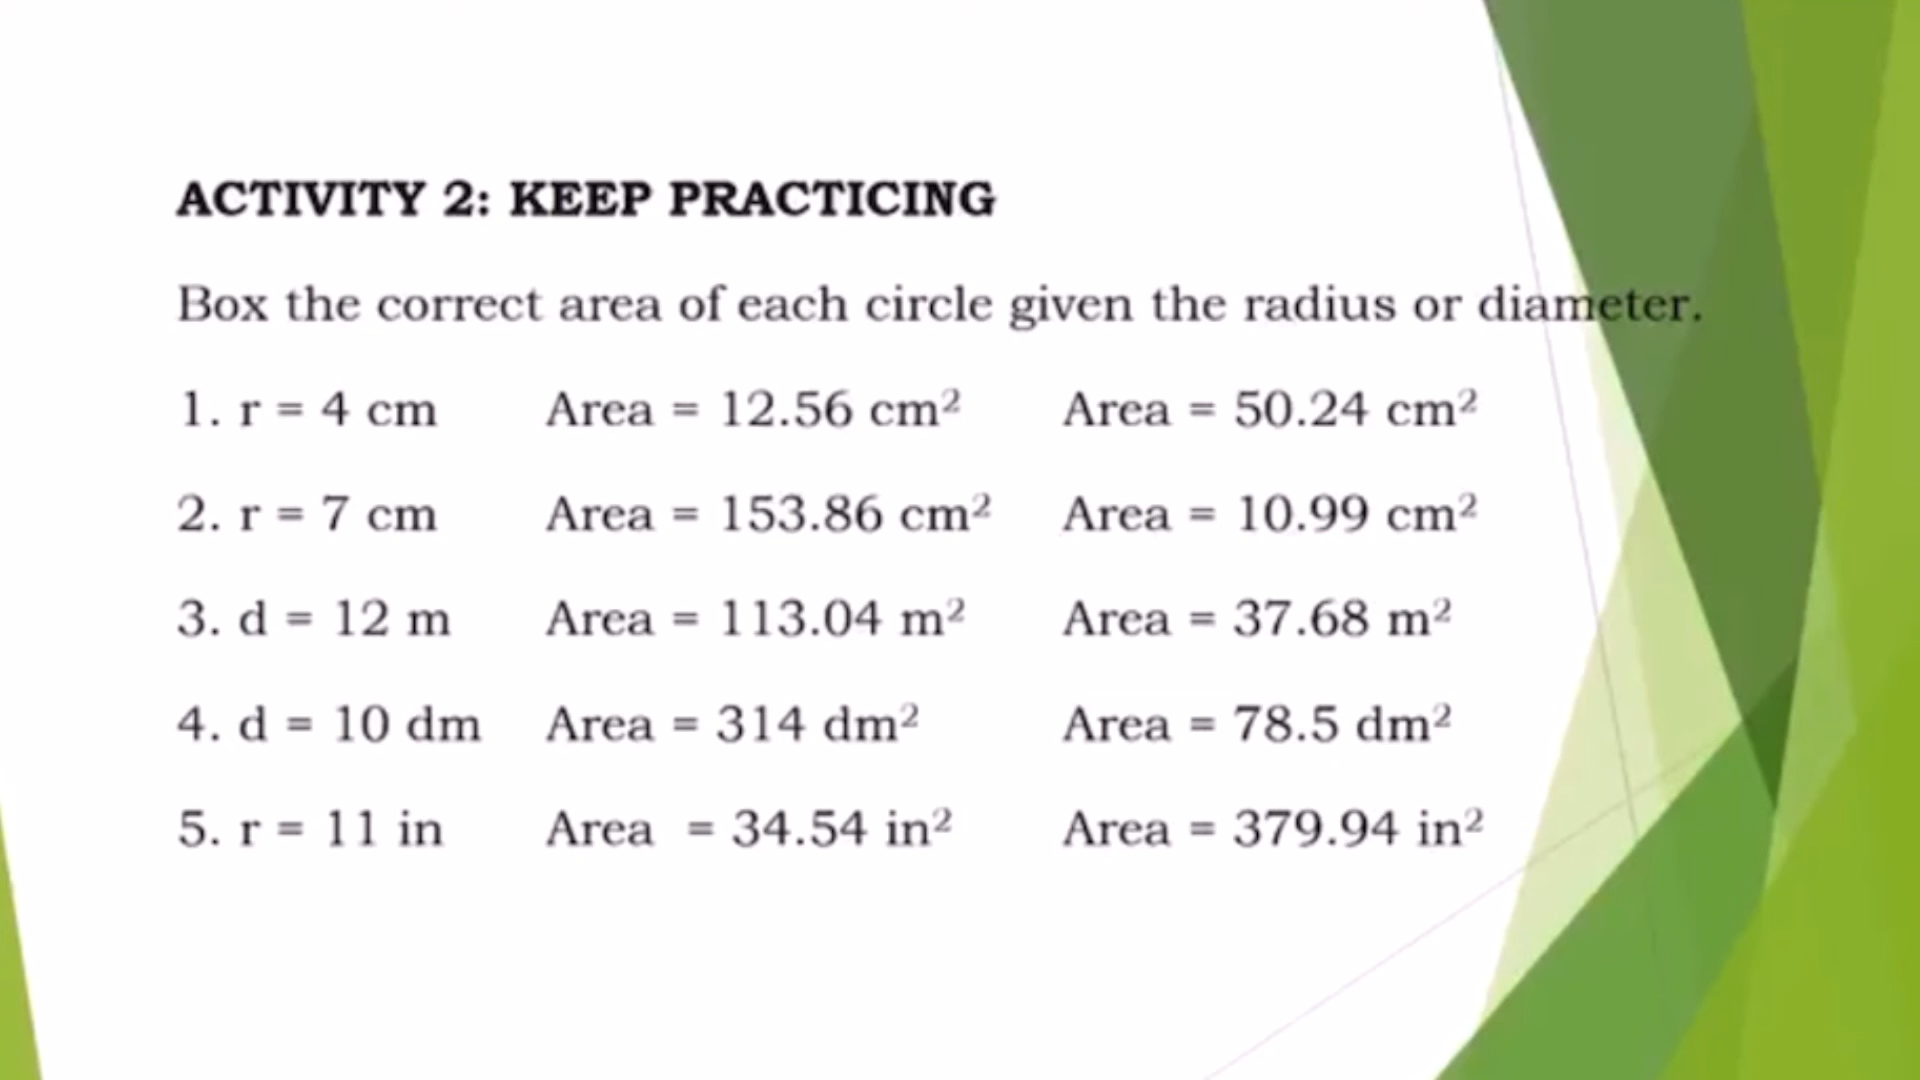 ACTIVITY 2: KEEP PRACTICING
Box the correct area of each circle given the radius or diameter.
1. r = 4 cm Area = 12.56 cm² Area = 50.24 cm²
2. r = 7 cm Area = 153.86 cm² Area = 10.99 cm²
3. d = 12 m Area = 113.04 m² Area = 37.68 m²
4. d = 10 dm Area = 314 dm² Area = 78.5 dm²
5. r = 11 in Area = 34.54 in² Area = 379.94 in²